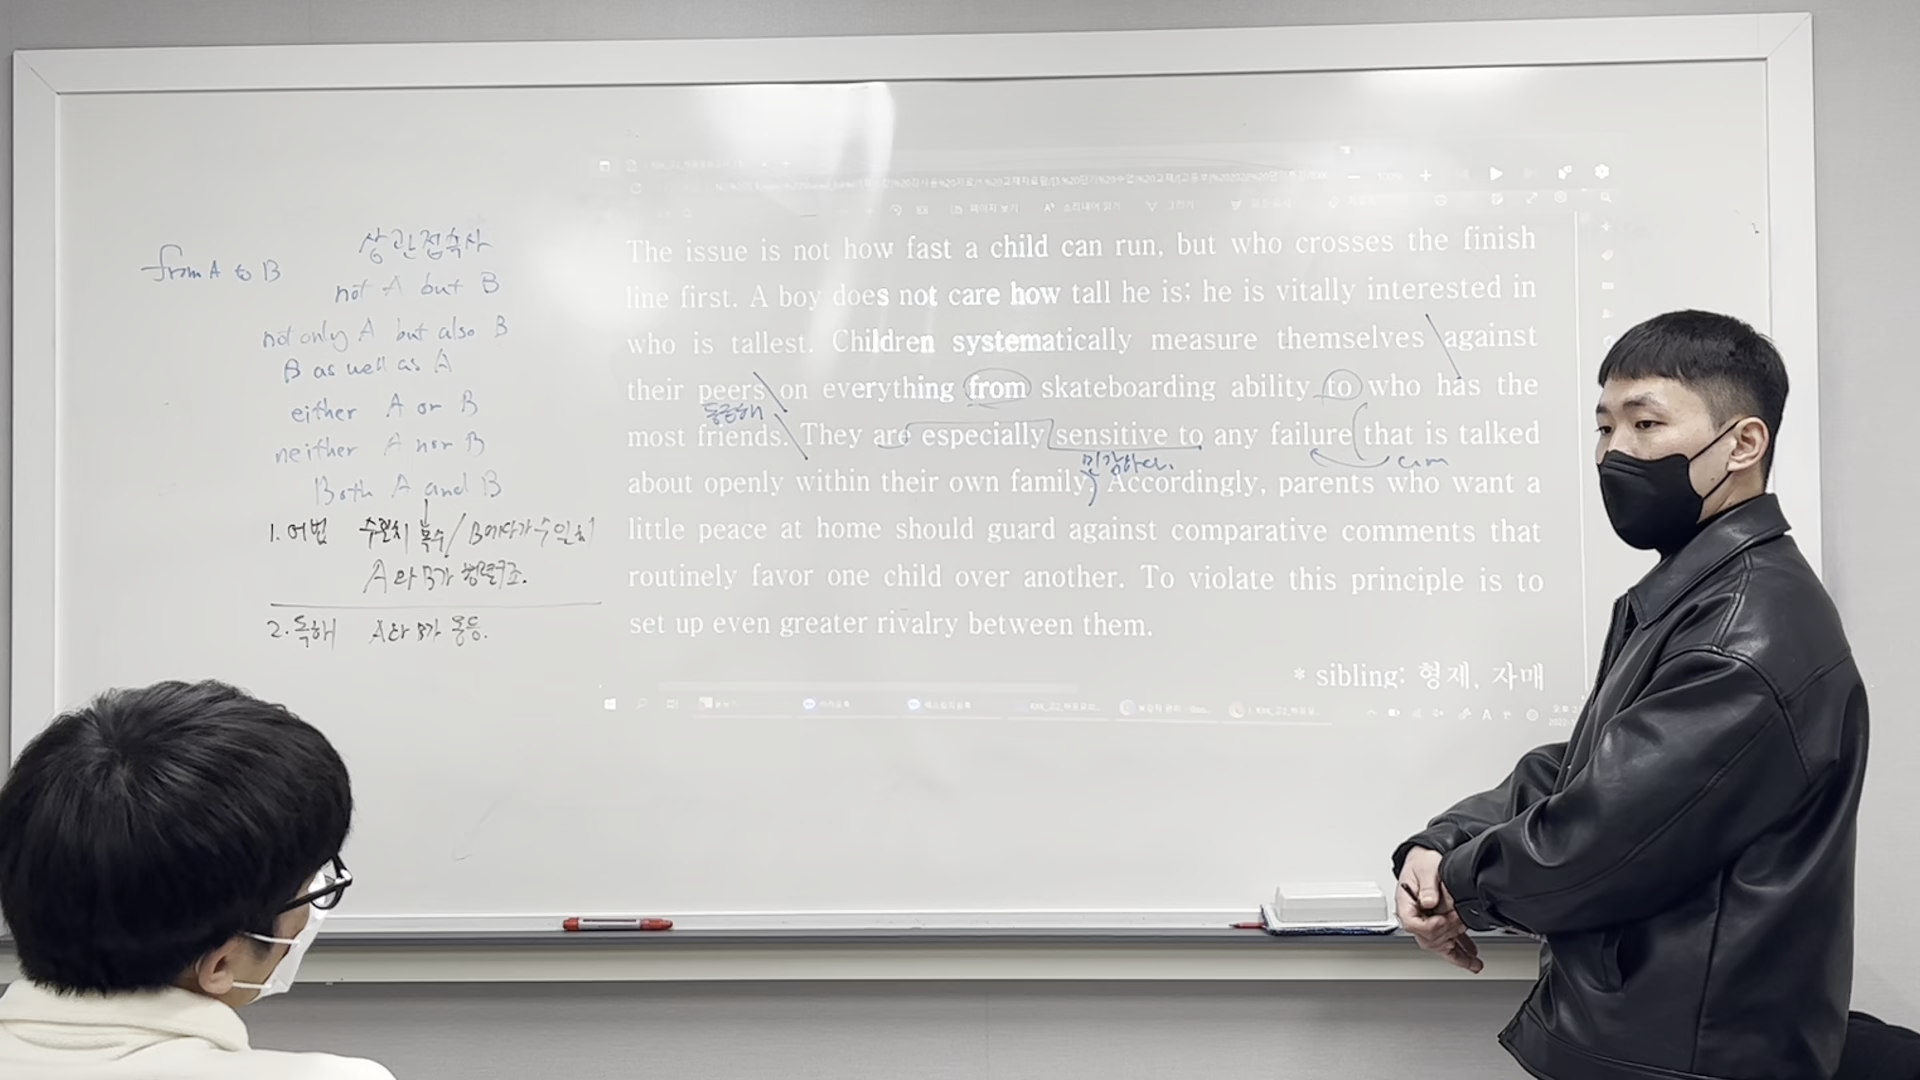 from A to B
상관접속사
not A but B
not only A but also B
B as well as A
either A or B
neither A nor B
Both A and B
1. 어법 수일치 복수/B에다가 수일치
A와 B가 병렬구조.
2. 독해 A와 B가 동등.
The issue is not how fast a child can run, but who crosses the finish
line first. A boy does not care how tall he is; he is vitally interested in
who is tallest. Children systematically measure themselves against
their peers on everything from skateboarding ability to who has the
동급해
most friends. They are especially sensitive to any failure that is talked
민감하다.
about openly within their own family. Accordingly, parents who want a
little peace at home should guard against comparative comments that
routinely favor one child over another. To violate this principle is to
set up even greater rivalry between them.
* sibling: 형제, 자매